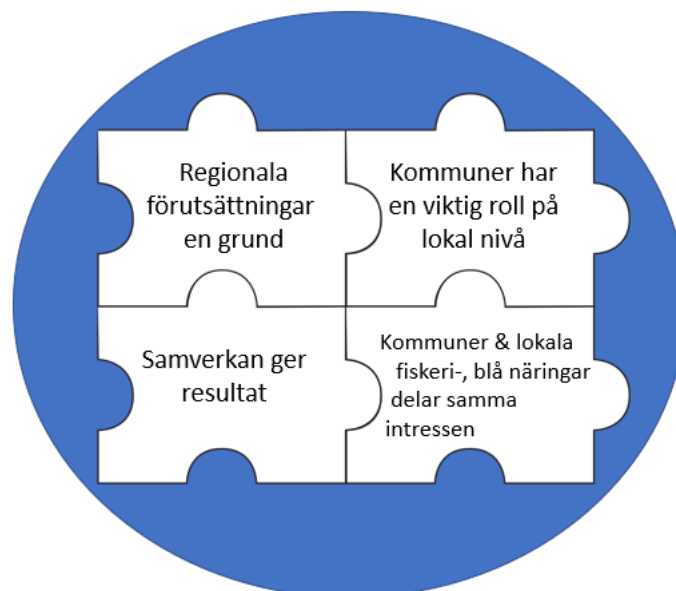 Regionala
förutsättningar
en grund
Kommuner har
en viktig roll på
lokal nivå
Samverkan ger
resultat
Kommuner & lokala
fiskeri-, blå näringar
delar samma
intressen